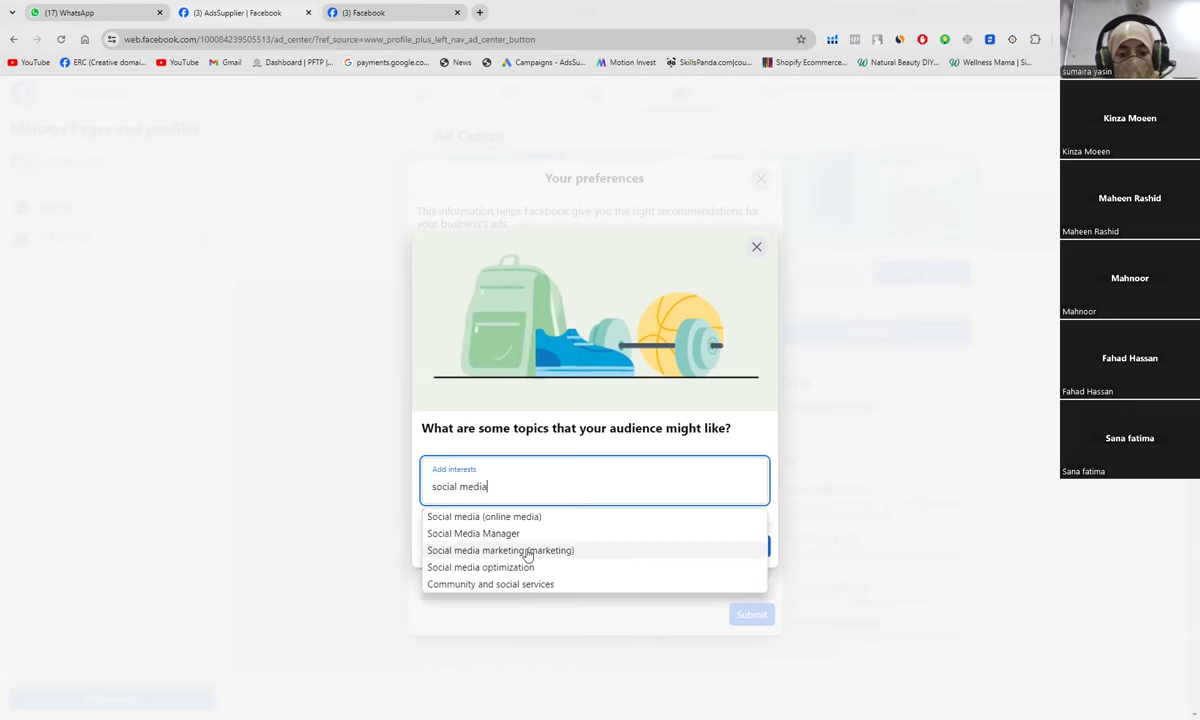 (17) WhatsApp
(3) AdsSupplier | Facebook
(3) Facebook
web.facebook.com/100084239505513/ad_center/?ref_source=www_profile_plus_left_nav_ad_center_button
YouTube
ERC (Creative domai...
YouTube
Gmail
Dashboard | PFTP |...
payments.google.co...
News
Campaigns - AdsSu...
Motion Invest
SkillsPanda.com|cou...
Shopify Ecommerce...
Natural Beauty DIY...
Wellness Mama | Si...
Manage Pages and profiles
Ad Center
Your preferences
This information helps Facebook give you the right recommendations for
your business's ads.
What are some topics that your audience might like?
Add interests
social media
Social media (online media)
Social Media Manager
Social media marketing (marketing)
Social media optimization
Community and social services
Submit
sumaira yasin
Kinza Moeen
Kinza Moeen
Maheen Rashid
Maheen Rashid
Mahnoor
Mahnoor
Fahad Hassan
Fahad Hassan
Sana fatima
Sana fatima